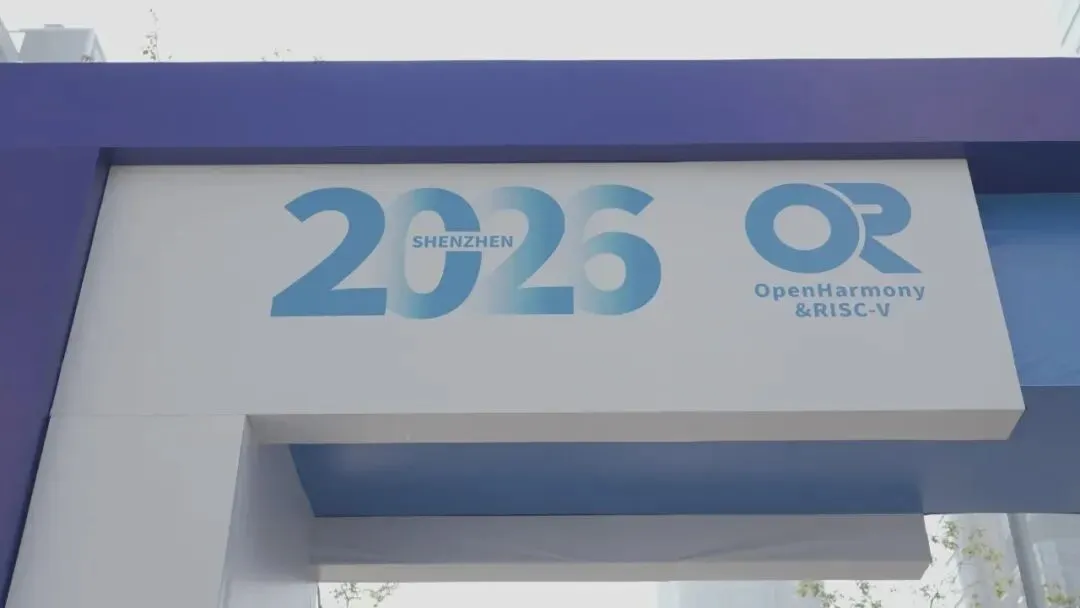 2026
SHENZHEN
OR
OpenHarmony
&RISC-V